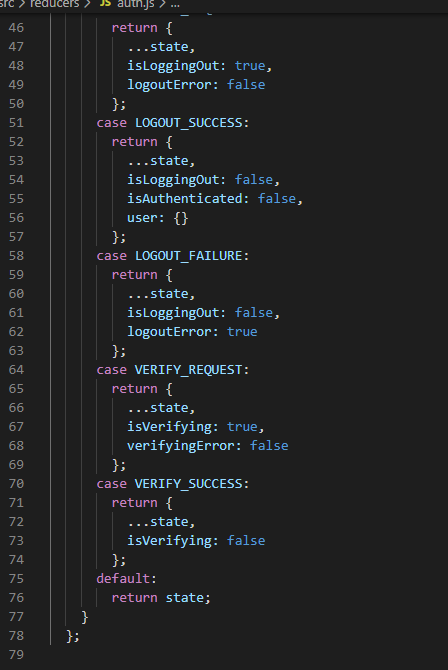 src > reducers > JS auth.js > ...
46 return {
47 ...state,
48 isLoggingOut: true,
49 logoutError: false
50 };
51 case LOGOUT_SUCCESS:
52 return {
53 ...state,
54 isLoggingOut: false,
55 isAuthenticated: false,
56 user: {}
57 };
58 case LOGOUT_FAILURE:
59 return {
60 ...state,
61 isLoggingOut: false,
62 logoutError: true
63 };
64 case VERIFY_REQUEST:
65 return {
66 ...state,
67 isVerifying: true,
68 verifyingError: false
69 };
70 case VERIFY_SUCCESS:
71 return {
72 ...state,
73 isVerifying: false
74 };
75 default:
76 return state;
77 }
78 };
79